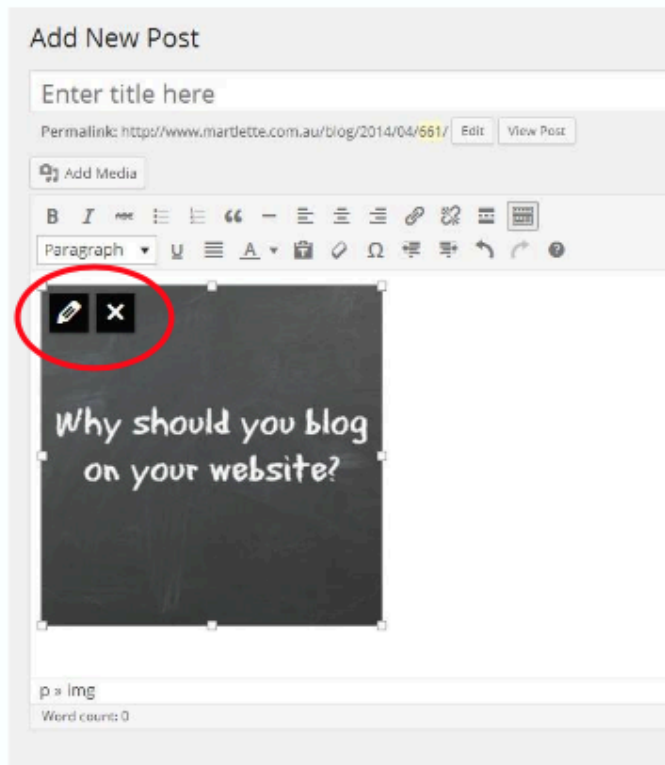 Add New Post
Enter title here
Permalink: http://www.martlette.com.au/blog/2014/04/661/ Edit View Post
Add Media
B I ABC
Paragraph U A Ω
Why should you blog
on your website?
p » img
Word count: 0